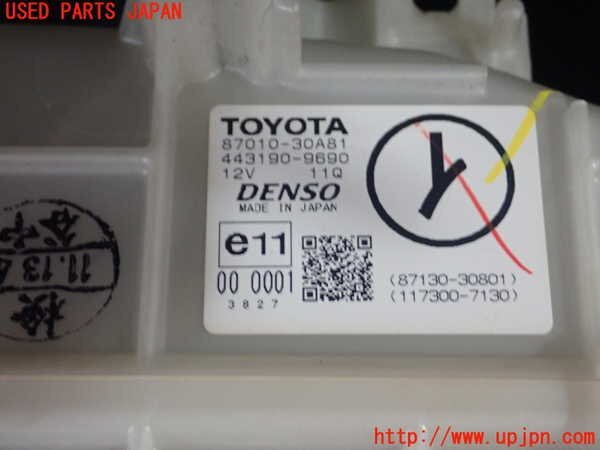 USED PARTS JAPAN
TOYOTA
87010-30A81
443190-9690
12V 11Q
DENSO
MADE IN JAPAN
e11
00 0001
3827
Y
(87130-30801)
(117300-7130)
検
11.13
http://www.upjpn.com/